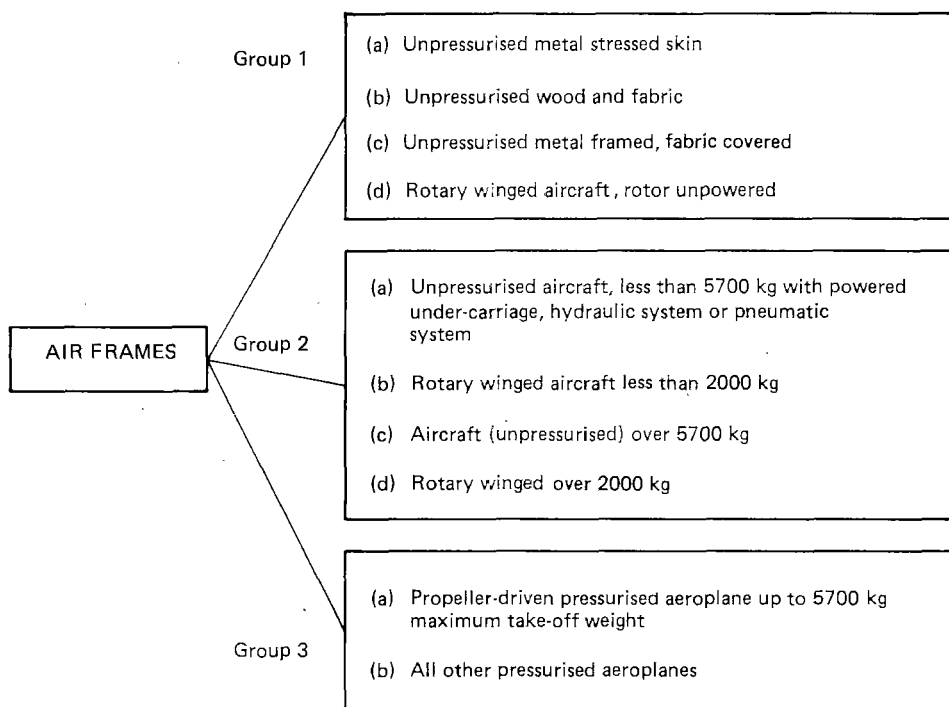 Group 1
(a) Unpressurised metal stressed skin
(b) Unpressurised wood and fabric
(c) Unpressurised metal framed, fabric covered
(d) Rotary winged aircraft, rotor unpowered
AIR FRAMES
Group 2
(a) Unpressurised aircraft, less than 5700 kg with powered
under-carriage, hydraulic system or pneumatic
system
(b) Rotary winged aircraft less than 2000 kg
(c) Aircraft (unpressurised) over 5700 kg
(d) Rotary winged over 2000 kg
Group 3
(a) Propeller-driven pressurised aeroplane up to 5700 kg
maximum take-off weight
(b) All other pressurised aeroplanes